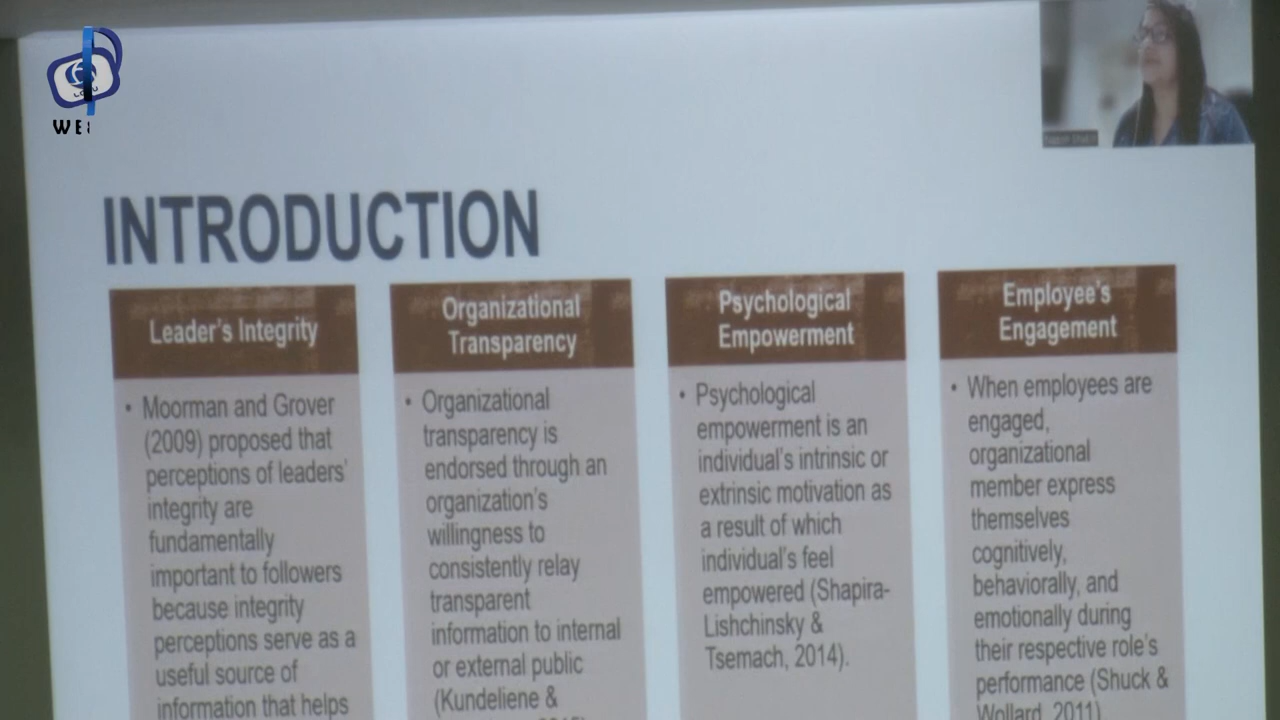 WE
INTRODUCTION
Leader's Integrity
• Moorman and Grover
(2009) proposed that
perceptions of leaders'
integrity are
fundamentally
important to followers
because integrity
perceptions serve as a
useful source of
information that helps
Organizational
Transparency
• Organizational
transparency is
endorsed through an
organization's
willingness to
consistently relay
transparent
information to internal
or external public
(Kundeliene &
Psychological
Empowerment
• Psychological
empowerment is an
individual's intrinsic or
extrinsic motivation as
a result of which
individual's feel
empowered (Shapira-
Lishchinsky &
Tsemach, 2014).
Employee's
Engagement
• When employees are
engaged,
organizational
member express
themselves
cognitively,
behaviorally, and
emotionally during
their respective role's
performance (Shuck &
Wollard, 2011)